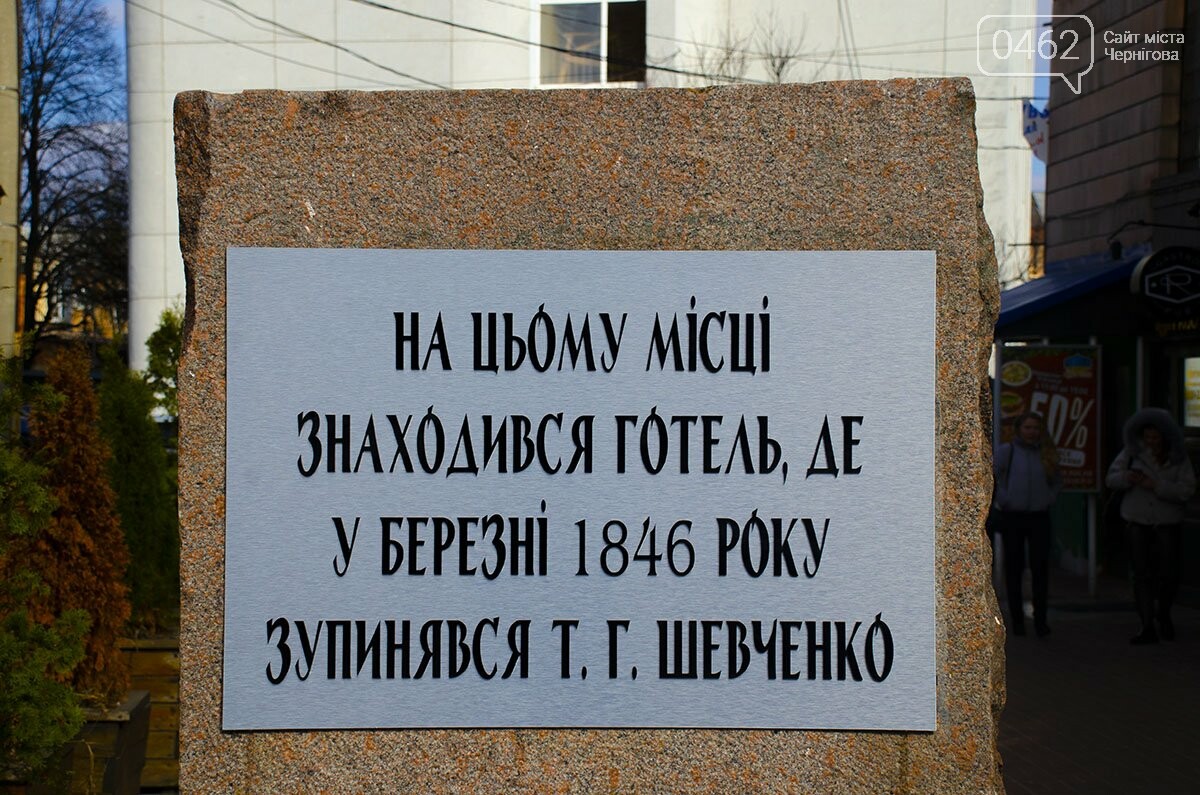 0462
Сайт міста
Чернігова
НА ЦЬОМУ МІСЦІ
ЗНАХОДИВСЯ ГОТЕЛЬ, ДЕ
У БЕРЕЗНІ 1846 РОКУ
ЗУПИНЯВСЯ Т. Г. ШЕВЧЕНКО
R
50%